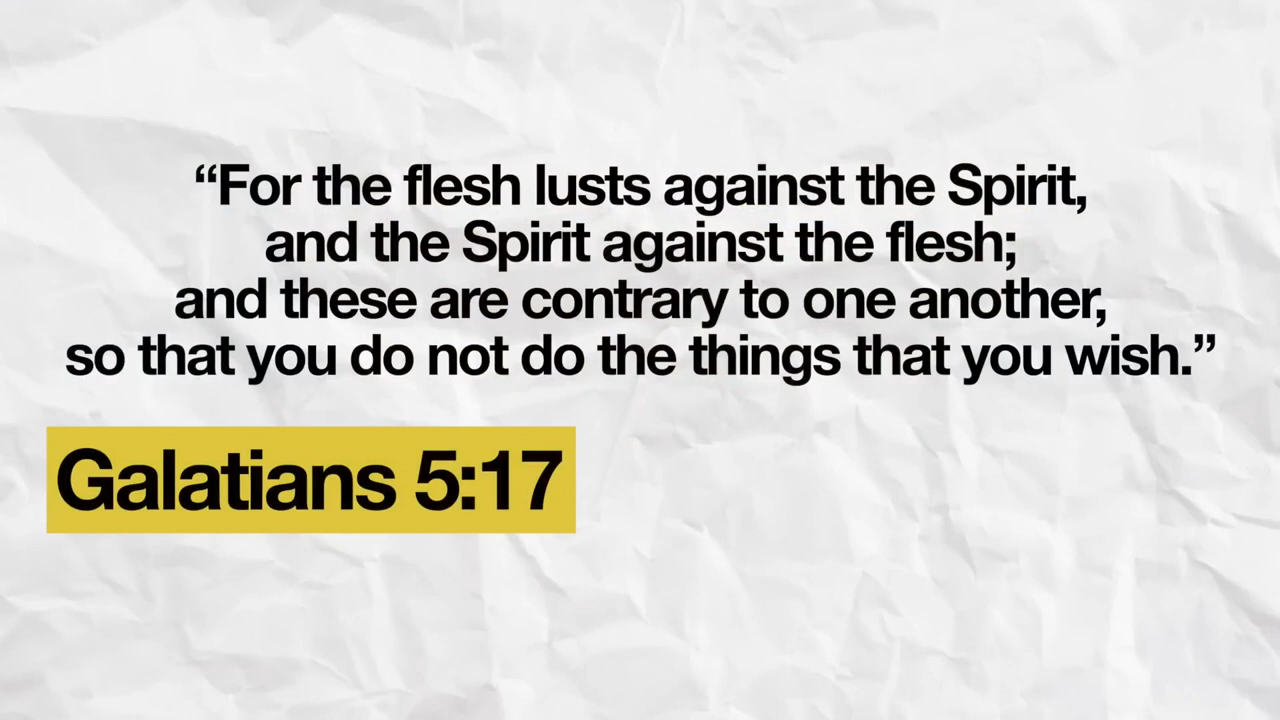 “For the flesh lusts against the Spirit,
and the Spirit against the flesh;
and these are contrary to one another,
so that you do not do the things that you wish.”
Galatians 5:17